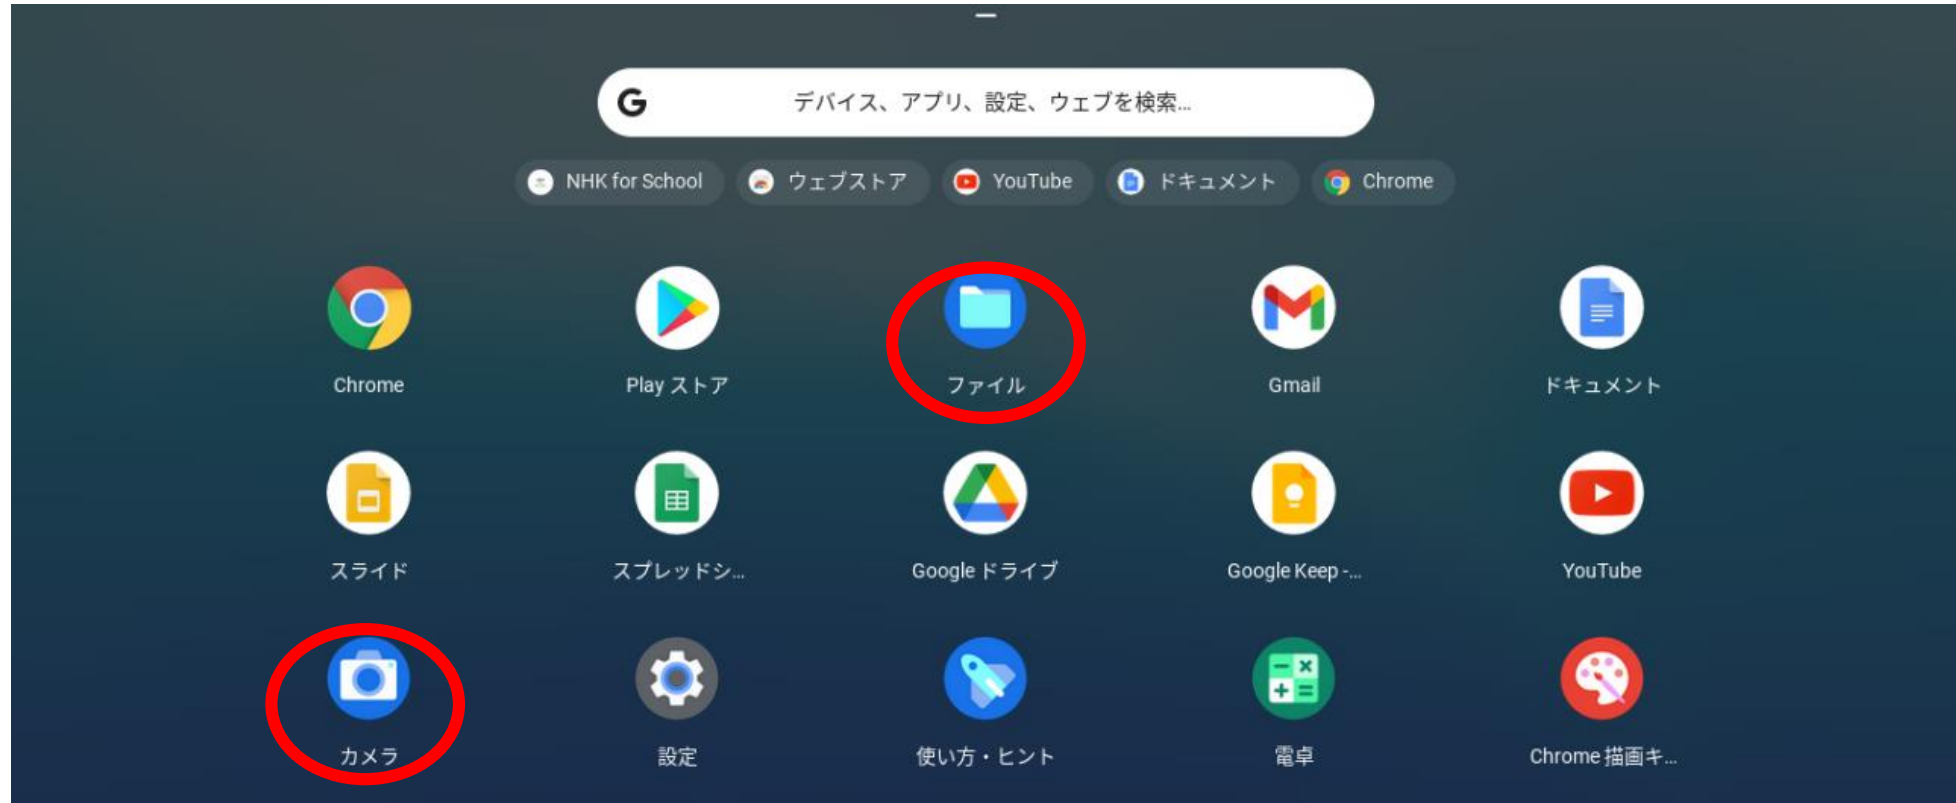 G デバイス、アプリ、設定、ウェブを検索...
NHK for School ウェブストア YouTube ドキュメント Chrome
Chrome Play ストア ファイル Gmail ドキュメント
スライド スプレッドシ... Google ドライブ Google Keep -... YouTube
カメラ 設定 使い方・ヒント 電卓 Chrome 描画キ...